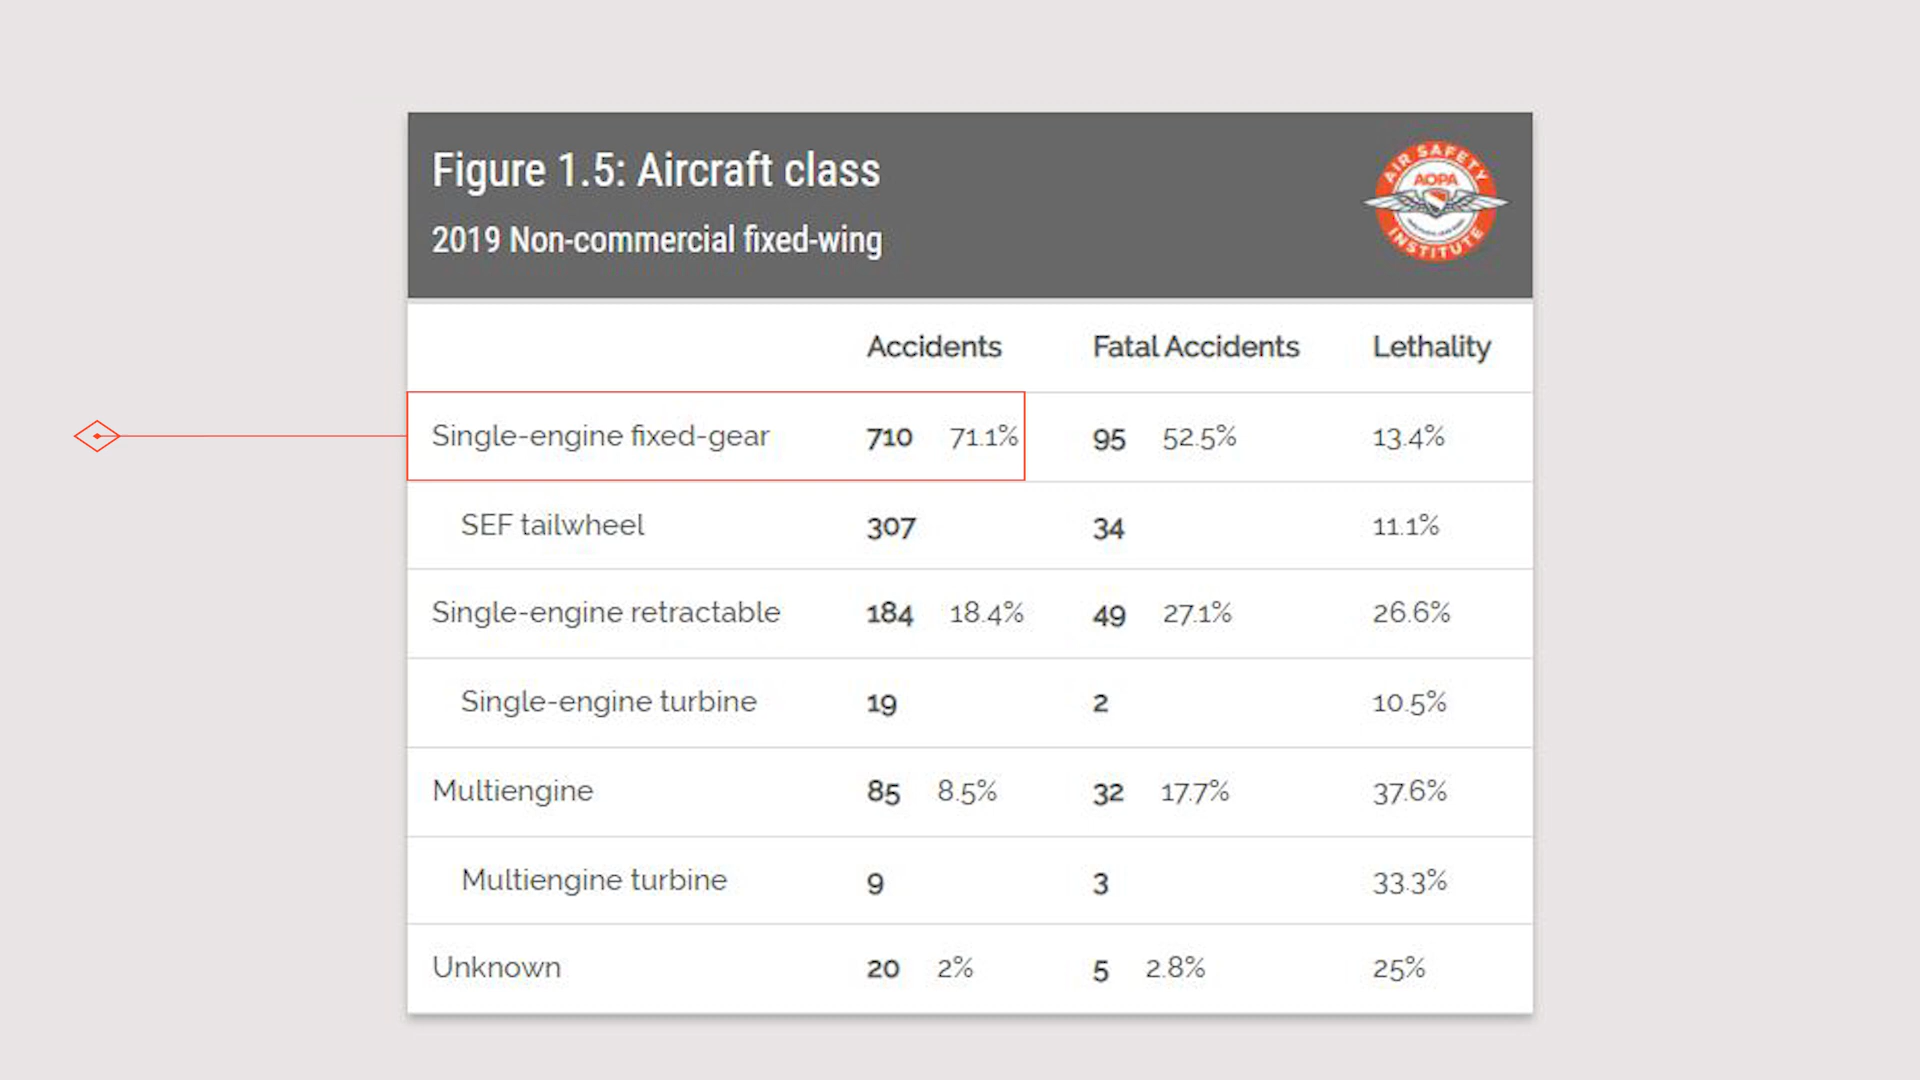 Figure 1.5: Aircraft class
2019 Non-commercial fixed-wing
AIR SAFETY
AOPA
INSTITUTE
Accidents Fatal Accidents Lethality
Single-engine fixed-gear 710 71.1% 95 52.5% 13.4%
SEF tailwheel 307 34 11.1%
Single-engine retractable 184 18.4% 49 27.1% 26.6%
Single-engine turbine 19 2 10.5%
Multiengine 85 8.5% 32 17.7% 37.6%
Multiengine turbine 9 3 33.3%
Unknown 20 2% 5 2.8% 25%